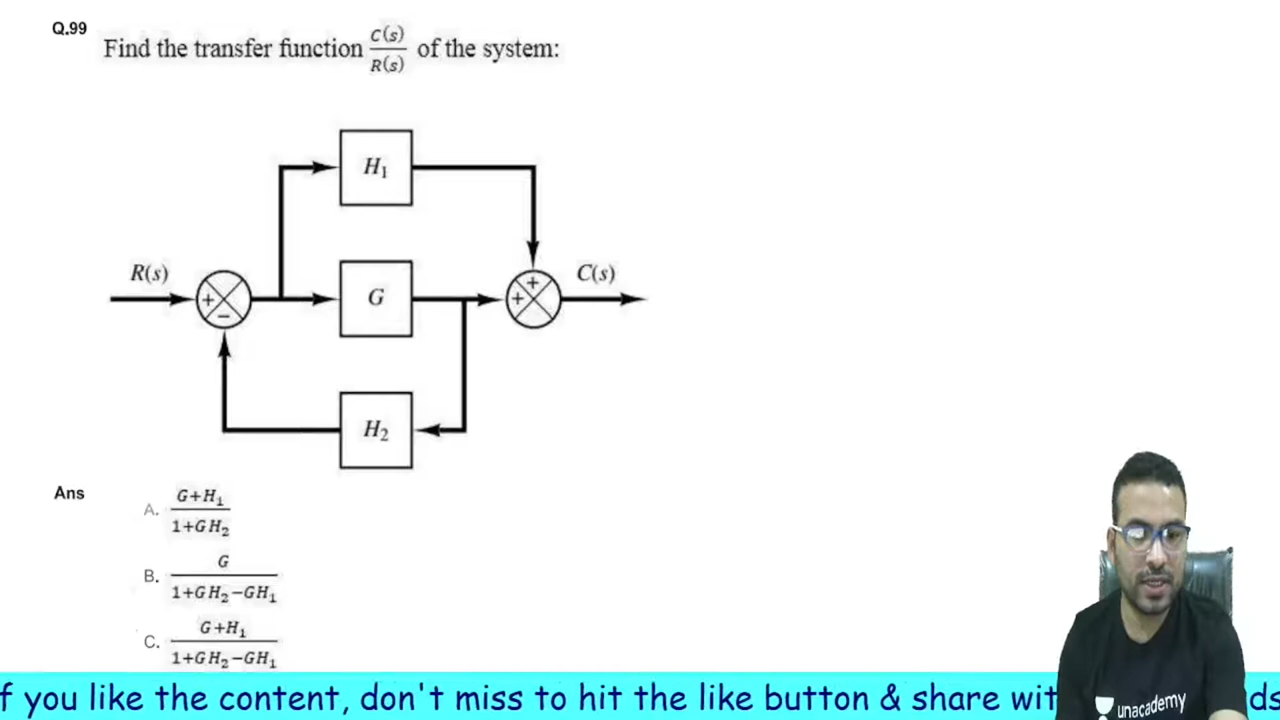 Q.99
Find the transfer function C(s)/R(s) of the system:
H₁
R(s)
C(s)
+
+
+
G
−
H₂
Ans
A. G+H₁/1+GH₂
B. G/1+GH₂−GH₁
C. G+H₁/1+GH₂−GH₁
f you like the content, don't miss to hit the like button & share wit
ds
unacademy